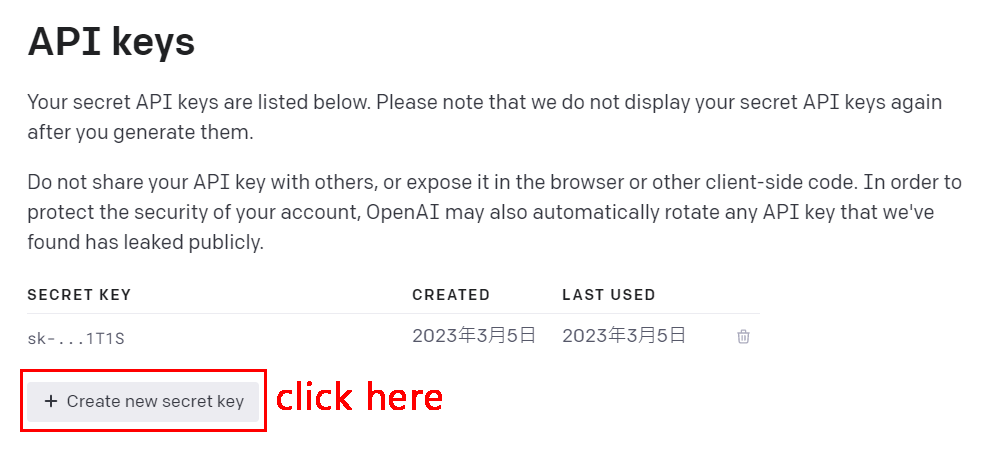 API keys
Your secret API keys are listed below. Please note that we do not display your secret API keys again
after you generate them.
Do not share your API key with others, or expose it in the browser or other client-side code. In order to
protect the security of your account, OpenAI may also automatically rotate any API key that we've
found has leaked publicly.
SECRET KEY CREATED LAST USED
sk-...1T1S 2023年3月5日 2023年3月5日
+ Create new secret key click here